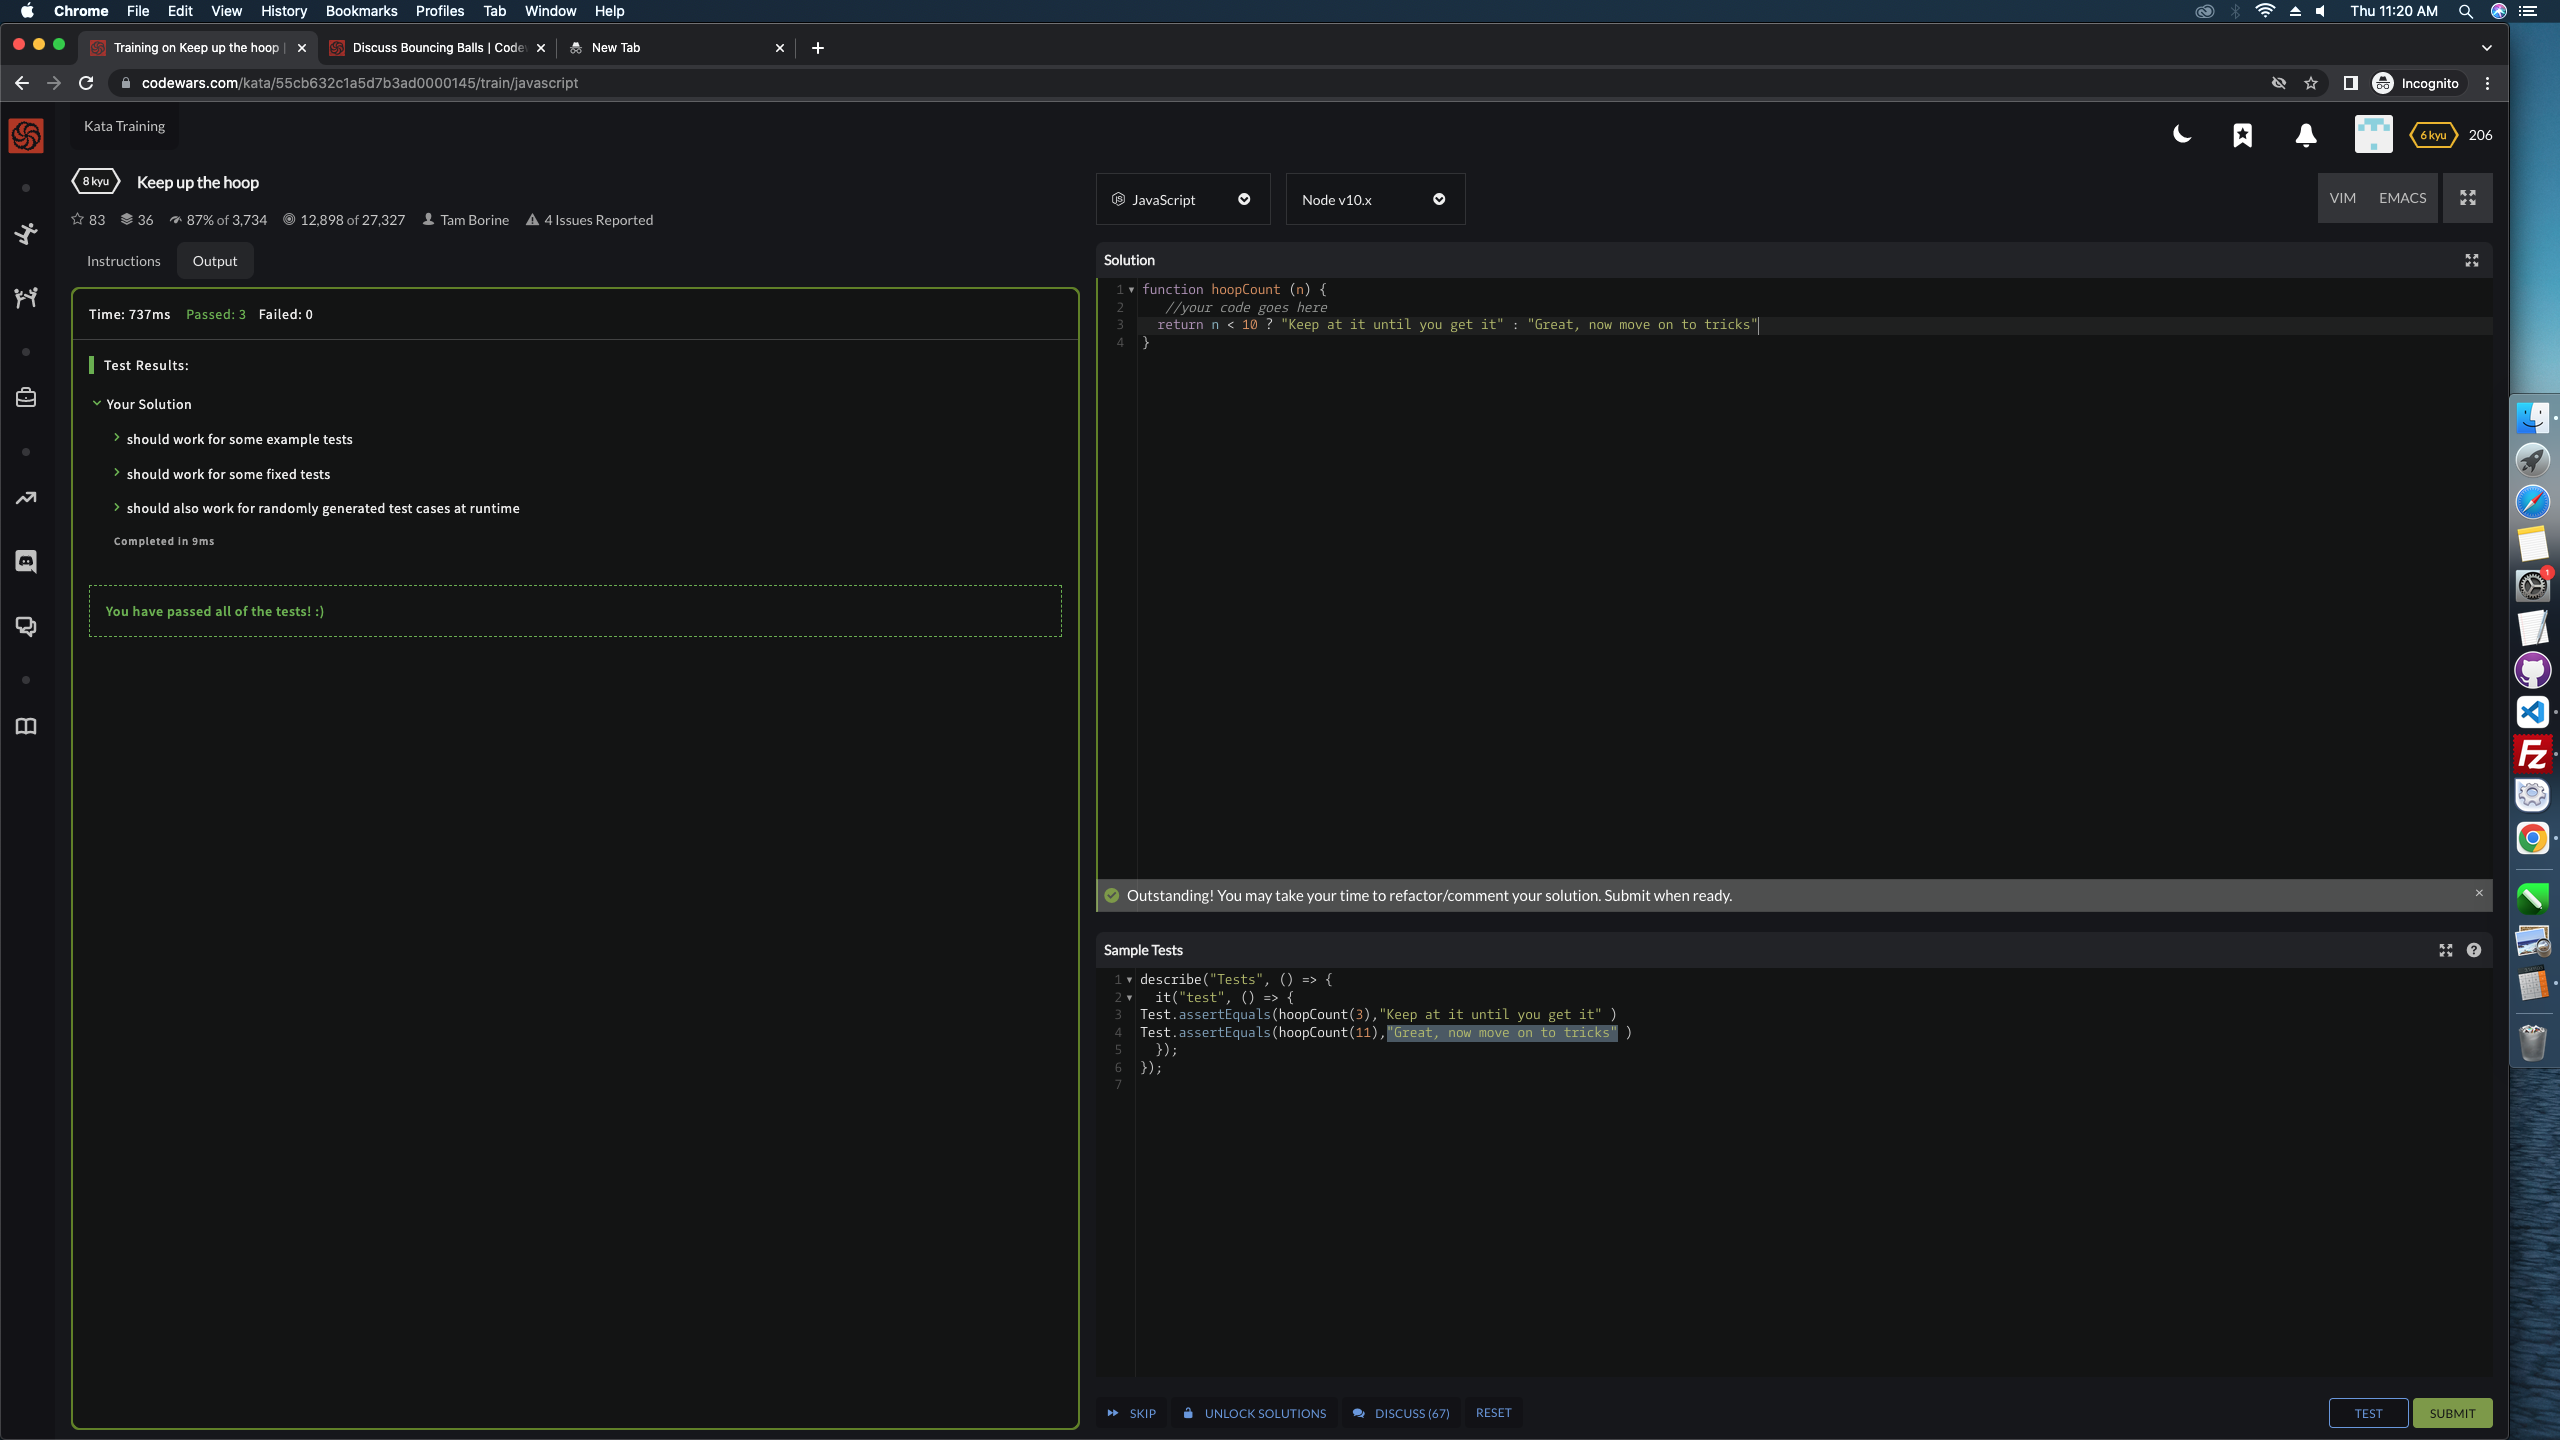 Chrome File Edit View History Bookmarks Profiles Tab Window Help Thu 11:20 AM
Training on Keep up the hoop | Discuss Bouncing Balls | Code New Tab
codewars.com/kata/55cb632c1a5d7b3ad0000145/train/javascript Incognito
Kata Training
6 kyu 206
8 kyu Keep up the hoop
83 36 87% of 3,734 12,898 of 27,327 Tam Borine 4 Issues Reported
JavaScript Node v10.x VIM EMACS
Instructions Output
Time: 737ms Passed: 3 Failed: 0
Test Results:
Your Solution
should work for some example tests
should work for some fixed tests
should also work for randomly generated test cases at runtime
Completed in 9ms
You have passed all of the tests! :)
Solution
1 function hoopCount (n) {
2 //your code goes here
3 return n < 10 ? "Keep at it until you get it" : "Great, now move on to tricks"
4 }
Outstanding! You may take your time to refactor/comment your solution. Submit when ready.
Sample Tests
1 describe("Tests", () => {
2 it("test", () => {
3 Test.assertEquals(hoopCount(3),"Keep at it until you get it" )
4 Test.assertEquals(hoopCount(11),"Great, now move on to tricks" )
5 });
6 });
7
SKIP UNLOCK SOLUTIONS DISCUSS (67) RESET TEST SUBMIT
1
Fz